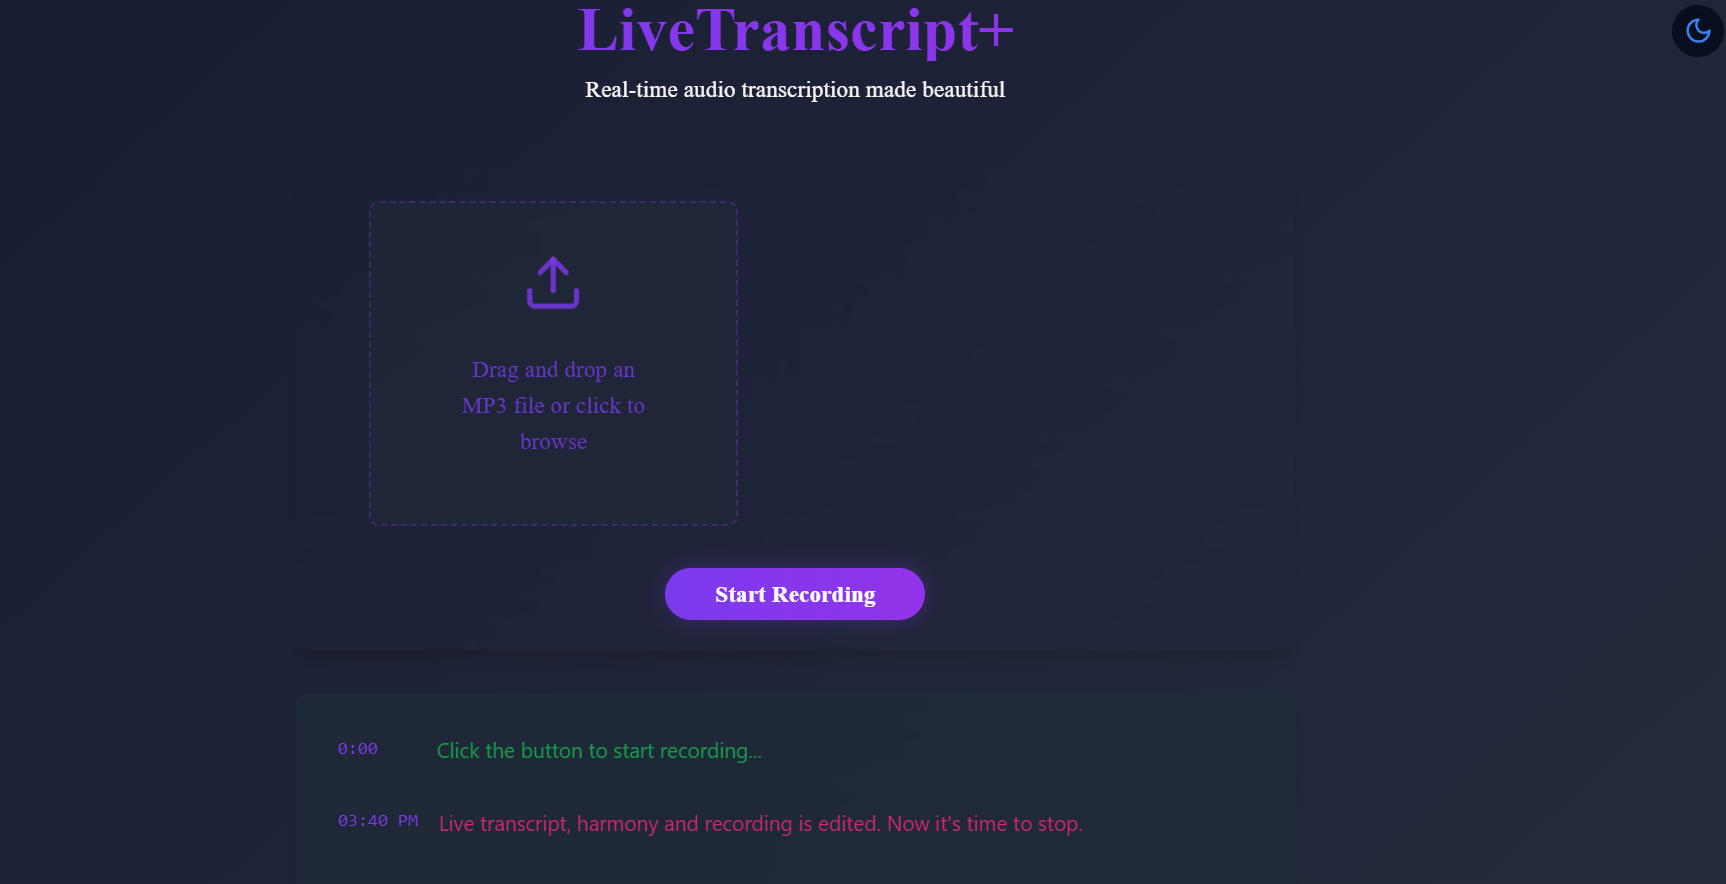 LiveTranscript+
Real-time audio transcription made beautiful
Drag and drop an
MP3 file or click to
browse
Start Recording
0:00 Click the button to start recording...
03:40 PM Live transcript, harmony and recording is edited. Now it's time to stop.